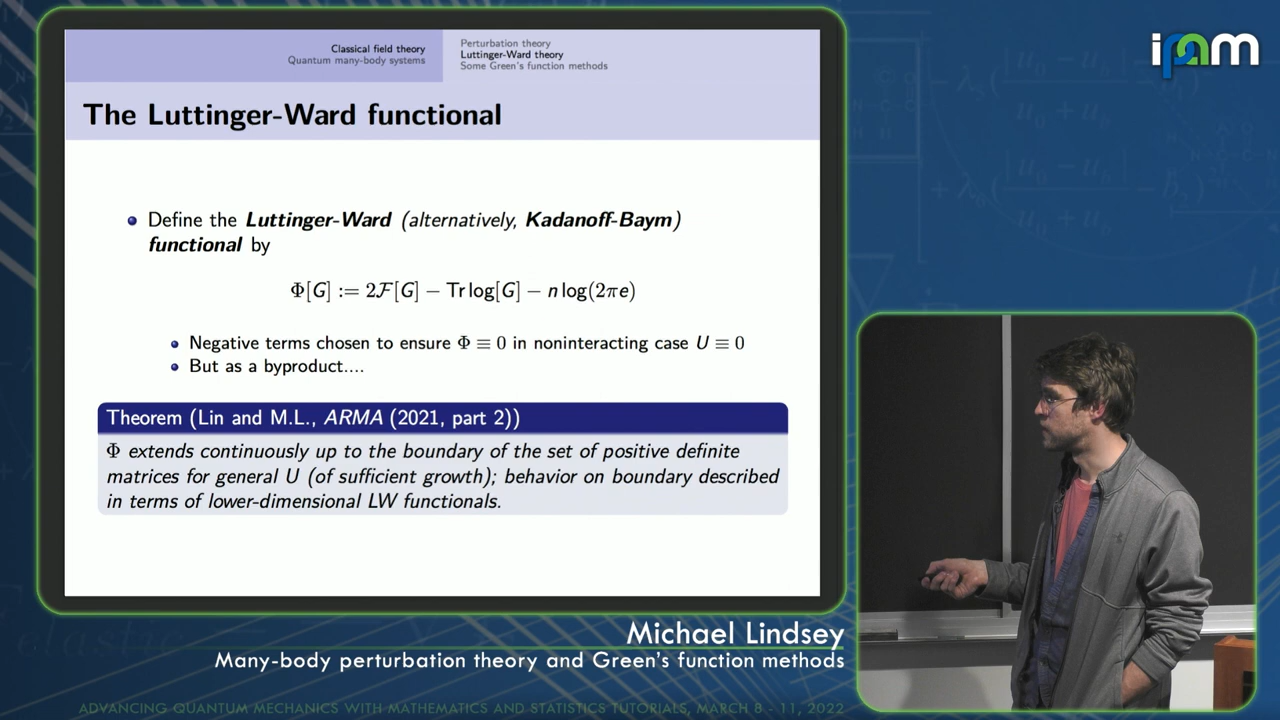 Classical field theory
Quantum many-body systems
Perturbation theory
Luttinger-Ward theory
Some Green's function methods
ipam
The Luttinger-Ward functional
Define the Luttinger-Ward (alternatively, Kadanoff-Baym)
functional by
Φ[G] := 2ℱ[G] − Tr log[G] − n log(2πe)
Negative terms chosen to ensure Φ ≡ 0 in noninteracting case U ≡ 0
But as a byproduct....
Theorem (Lin and M.L., ARMA (2021, part 2))
Φ extends continuously up to the boundary of the set of positive definite
matrices for general U (of sufficient growth); behavior on boundary described
in terms of lower-dimensional LW functionals.
Michael Lindsey
Many-body perturbation theory and Green's function methods
ADVANCING QUANTUM MECHANICS WITH MATHEMATICS AND STATISTICS TUTORIALS, MARCH 8 - 11, 2022